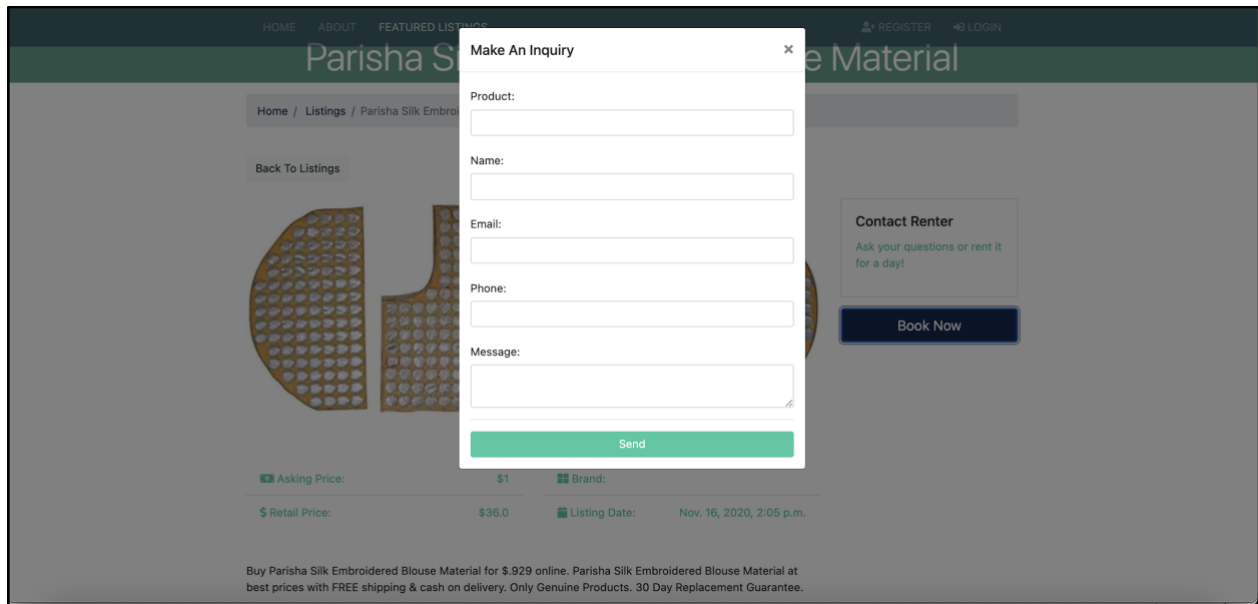 HOME ABOUT FEATURED LISTINGS REGISTER LOGIN
Parisha Si e Material
Make An Inquiry ×
Home / Listings / Parisha Silk Embroi
Product:
Back To Listings
Name:
Email:
Contact Renter
Ask your questions or rent it
for a day!
Phone:
Book Now
Message:
Send
Asking Price: $1 Brand:
$ Retail Price: $36.0 Listing Date: Nov. 16, 2020, 2:05 p.m.
Buy Parisha Silk Embroidered Blouse Material for $.929 online. Parisha Silk Embroidered Blouse Material at
best prices with FREE shipping & cash on delivery. Only Genuine Products. 30 Day Replacement Guarantee.